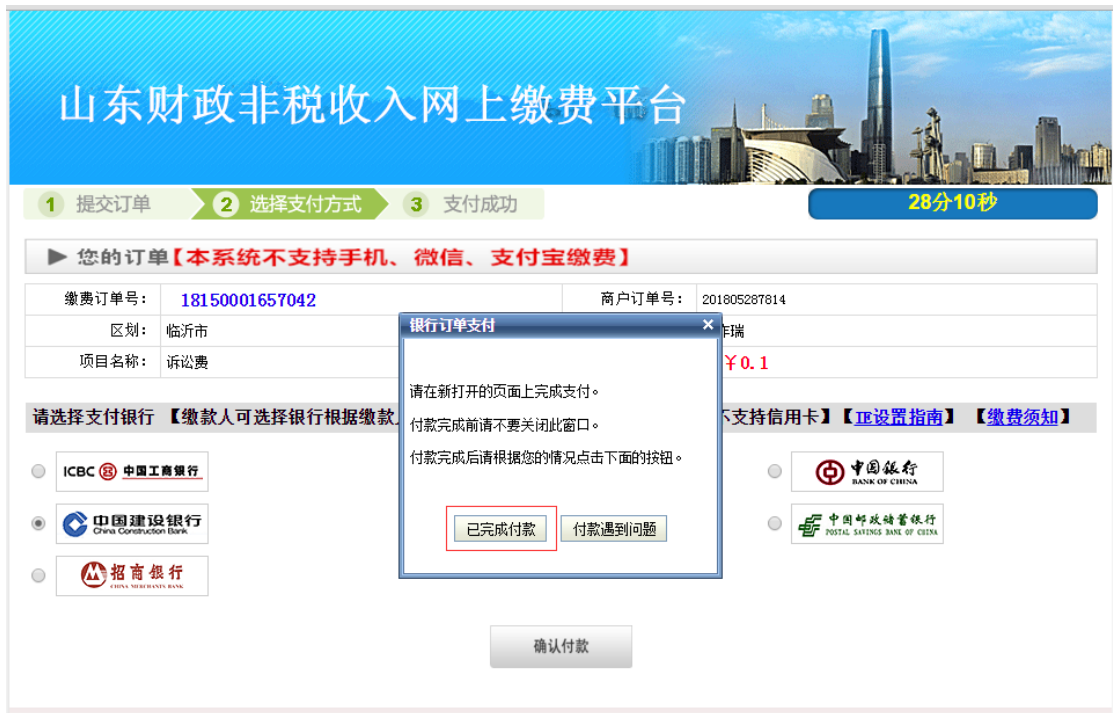 山东财政非税收入网上缴费平台
1 提交订单 2 选择支付方式 3 支付成功 28分10秒
您的订单【本系统不支持手机、微信、支付宝缴费】
缴费订单号： 18150001657042 商户订单号： 201805287814
区划： 临沂市 瑞
项目名称： 诉讼费 ￥0.1
银行订单支付 ×
请在新打开的页面上完成支付。
付款完成前请不要关闭此窗口。
付款完成后请根据您的情况点击下面的按钮。
已完成付款 付款遇到问题
请选择支付银行 【缴款人可选择银行根据缴款 支持信用卡】【IE设置指南】 【缴费须知】
ICBC 中国工商银行 中国银行
BANK OF CHINA
中国建设银行 中国邮政储蓄银行
China Construction Bank POSTAL SAVINGS BANK OF CHINA
招商银行
CHINA MERCHANTS BANK
确认付款